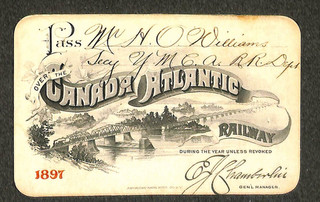 Pass Mr H. O Williams
Secy Y M C A R R Dept
OVER THE
CANADA ATLANTIC
RAILWAY
DURING THE YEAR UNLESS REVOKED
1897
E J Chamberlin
GEN'L MANAGER.